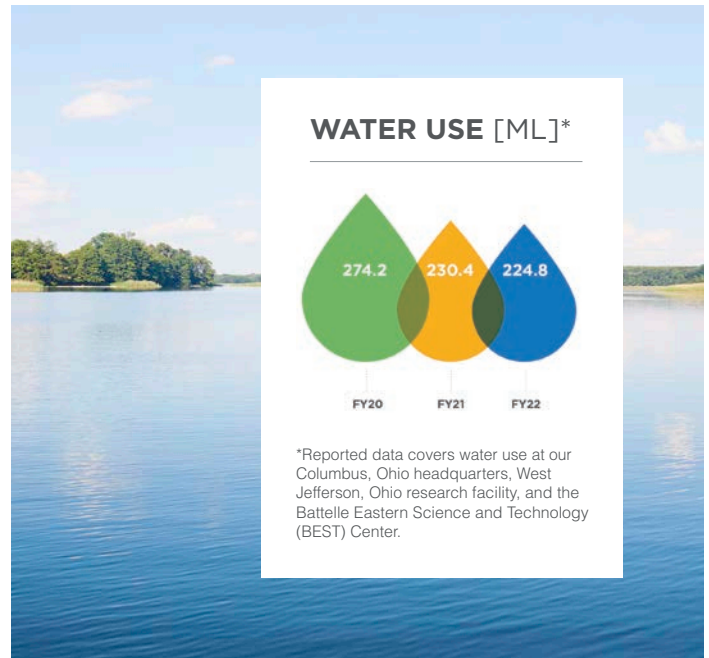 WATER USE [ML]*
274.2 230.4 224.8
FY20 FY21 FY22
*Reported data covers water use at our
Columbus, Ohio headquarters, West
Jefferson, Ohio research facility, and the
Battelle Eastern Science and Technology
(BEST) Center.